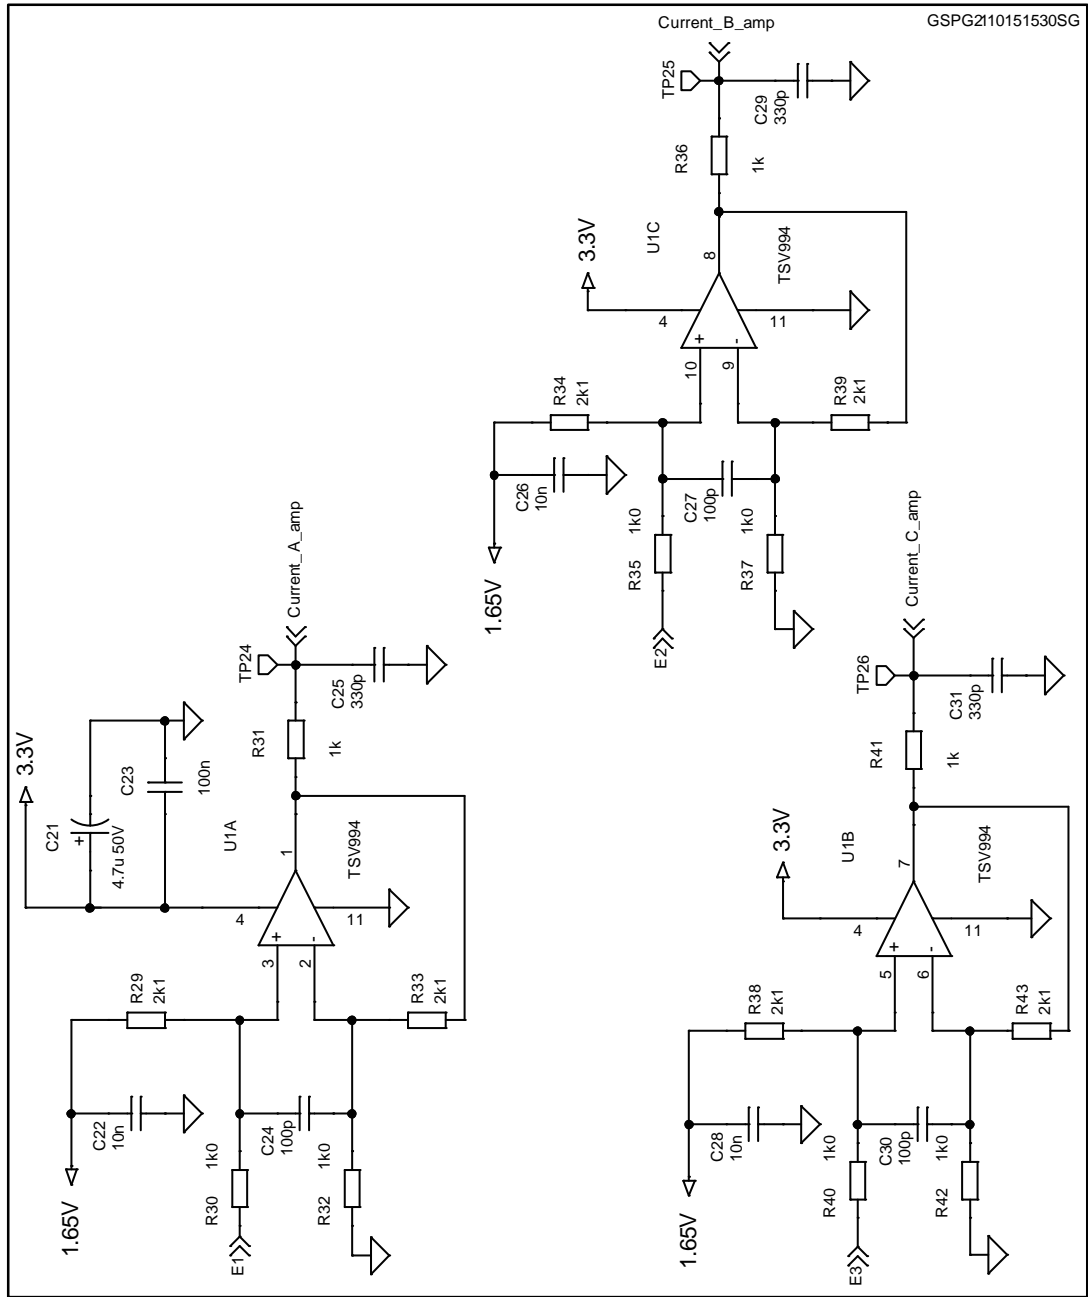 GSPG2110151530SG
Current_B_amp
TP25
C29
330p
R36
1k
U1C
3.3V
8
TSV994
4
11
+
-
10
9
R34
2k1
R39
2k1
C26
10n
C27
100p
1k0
1k0
R35
R37
1.65V
E2
Current_A_amp
TP24
C25
330p
R31
1k
3.3V
C21
+
4.7u 50V
C23
100n
U1A
1
TSV994
4
11
+
-
3
2
R29
2k1
R33
2k1
C22
10n
C24
100p
1k0
1k0
R30
R32
1.65V
E1
Current_C_amp
TP26
C31
330p
R41
1k
3.3V
U1B
7
TSV994
4
11
+
-
5
6
R38
2k1
R43
2k1
C28
10n
C30
100p
1k0
1k0
R40
R42
1.65V
E3